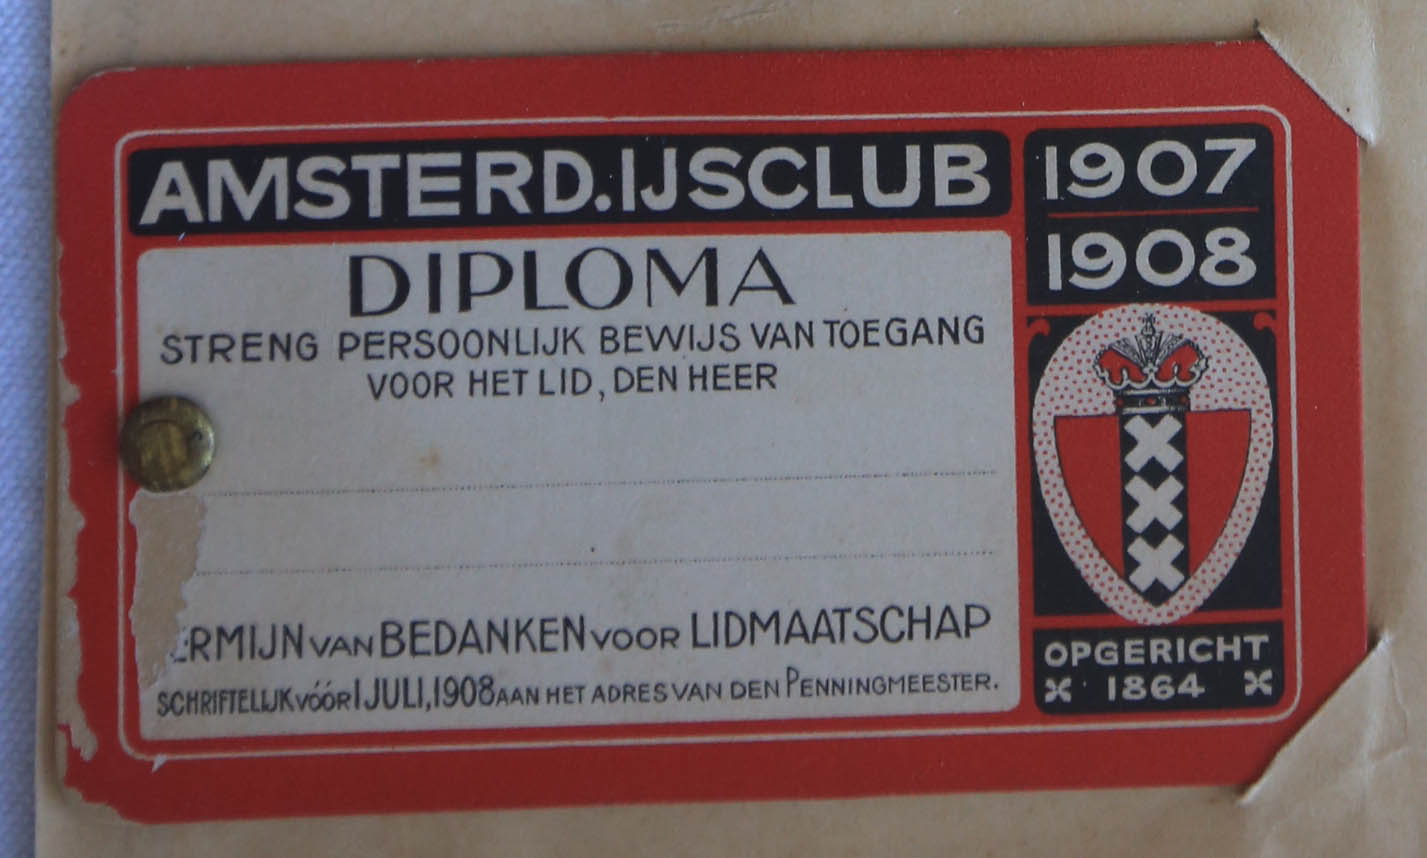 AMSTERD.IJSCLUB
DIPLOMA
STRENG PERSOONLIJK BEWIJS VAN TOEGANG
VOOR HET LID, DEN HEER
ERMIJN VAN BEDANKEN VOOR LIDMAATSCHAP
SCHRIFTELIJK VÓÓR 1 JULI, 1908 AAN HET ADRES VAN DEN PENNINGMEESTER.
1907
1908
XXX
OPGERICHT
1864